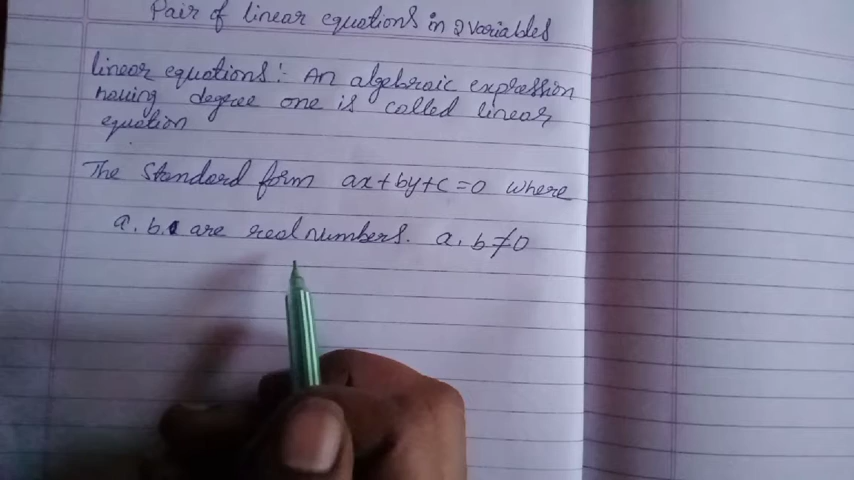 Pair of linear equations in 2 variables
linear equations :- An algebraic expression
having degree one is called linear
equation
The Standard form ax+by+c=0 where
a, b, c are real numbers. a, b≠0